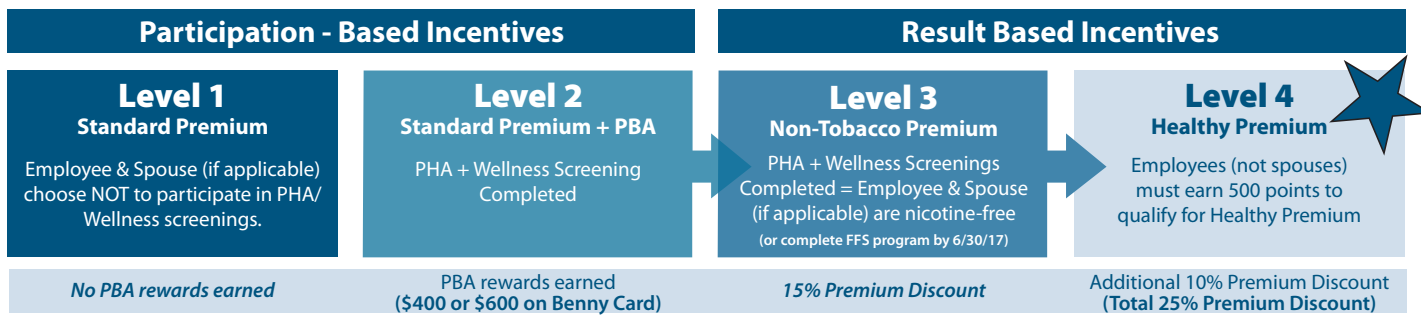 Participation - Based Incentives
Result Based Incentives
Level 1
Standard Premium
Employee & Spouse (if applicable)
choose NOT to participate in PHA/
Wellness screenings.
No PBA rewards earned
Level 2
Standard Premium + PBA
PHA + Wellness Screening
Completed
PBA rewards earned
($400 or $600 on Benny Card)
Level 3
Non-Tobacco Premium
PHA + Wellness Screenings
Completed = Employee & Spouse
(if applicable) are nicotine-free
(or complete FFS program by 6/30/17)
15% Premium Discount
Level 4
Healthy Premium
Employees (not spouses)
must earn 500 points to
qualify for Healthy Premium
Additional 10% Premium Discount
(Total 25% Premium Discount)